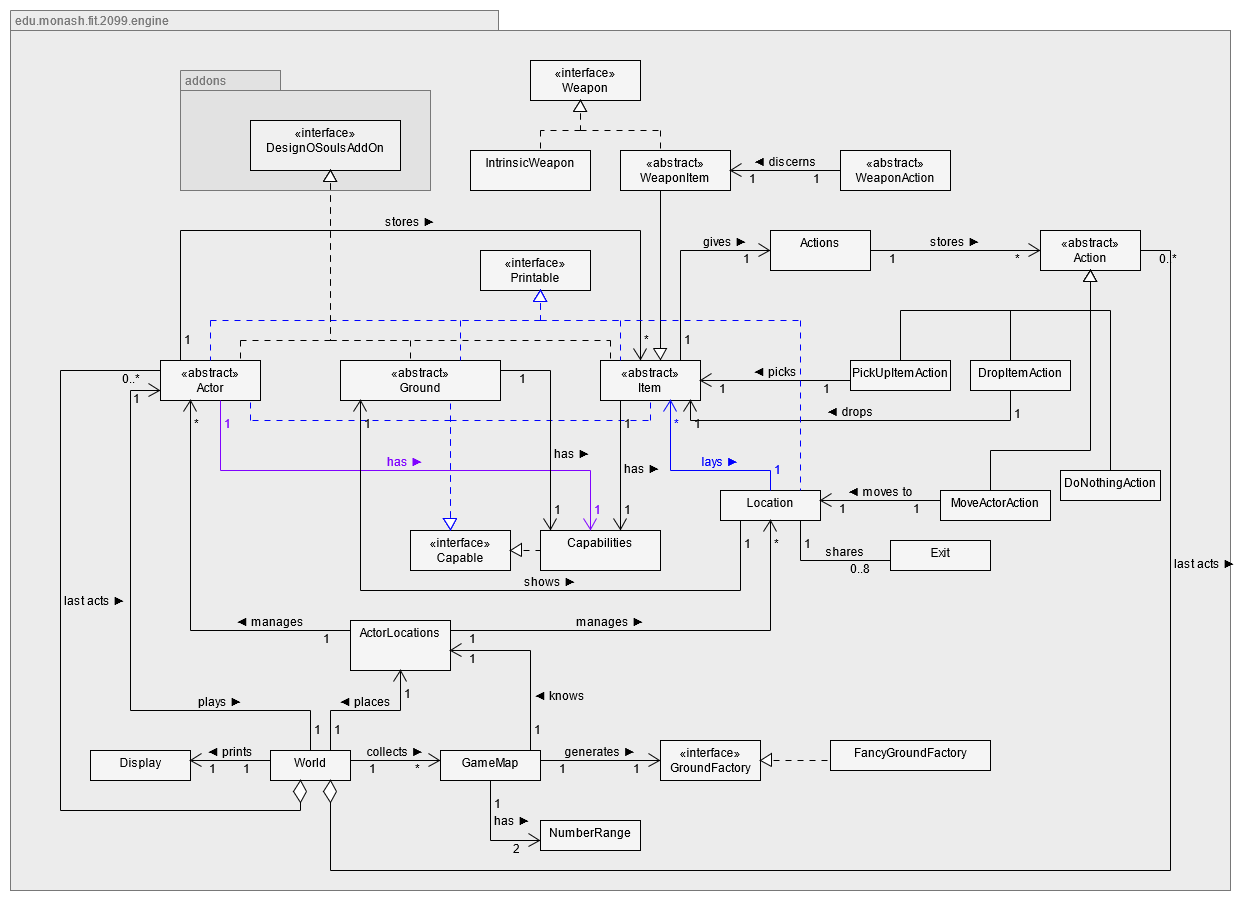 edu.monash.fit.2099.engine
addons
«interface»
DesignOSoulsAddOn
«interface»
Weapon
IntrinsicWeapon
«abstract»
WeaponItem
◄ discerns
1
1
«abstract»
WeaponAction
stores ►
«interface»
Printable
gives ►
1
Actions
stores ►
1
*
«abstract»
Action
0..*
1
*
1
0..*
1
«abstract»
Actor
«abstract»
Ground
1
«abstract»
Item
◄ picks
1
1
PickUpItemAction
DropItemAction
◄ drops
1
1
*
1
1
1
*
has ►
has ►
has ►
lays ►
1
Location
◄ moves to
1
1
MoveActorAction
DoNothingAction
1
1
1
«interface»
Capable
Capabilities
1
*
1
shares
0..8
Exit
last acts ►
shows ►
last acts ►
◄ manages
1
ActorLocations
manages ►
1
1
plays ►
◄ places
1
◄ knows
1
1
1
Display
◄ prints
1
1
World
collects ►
1
*
GameMap
generates ►
1
1
«interface»
GroundFactory
FancyGroundFactory
1
has ►
2
NumberRange